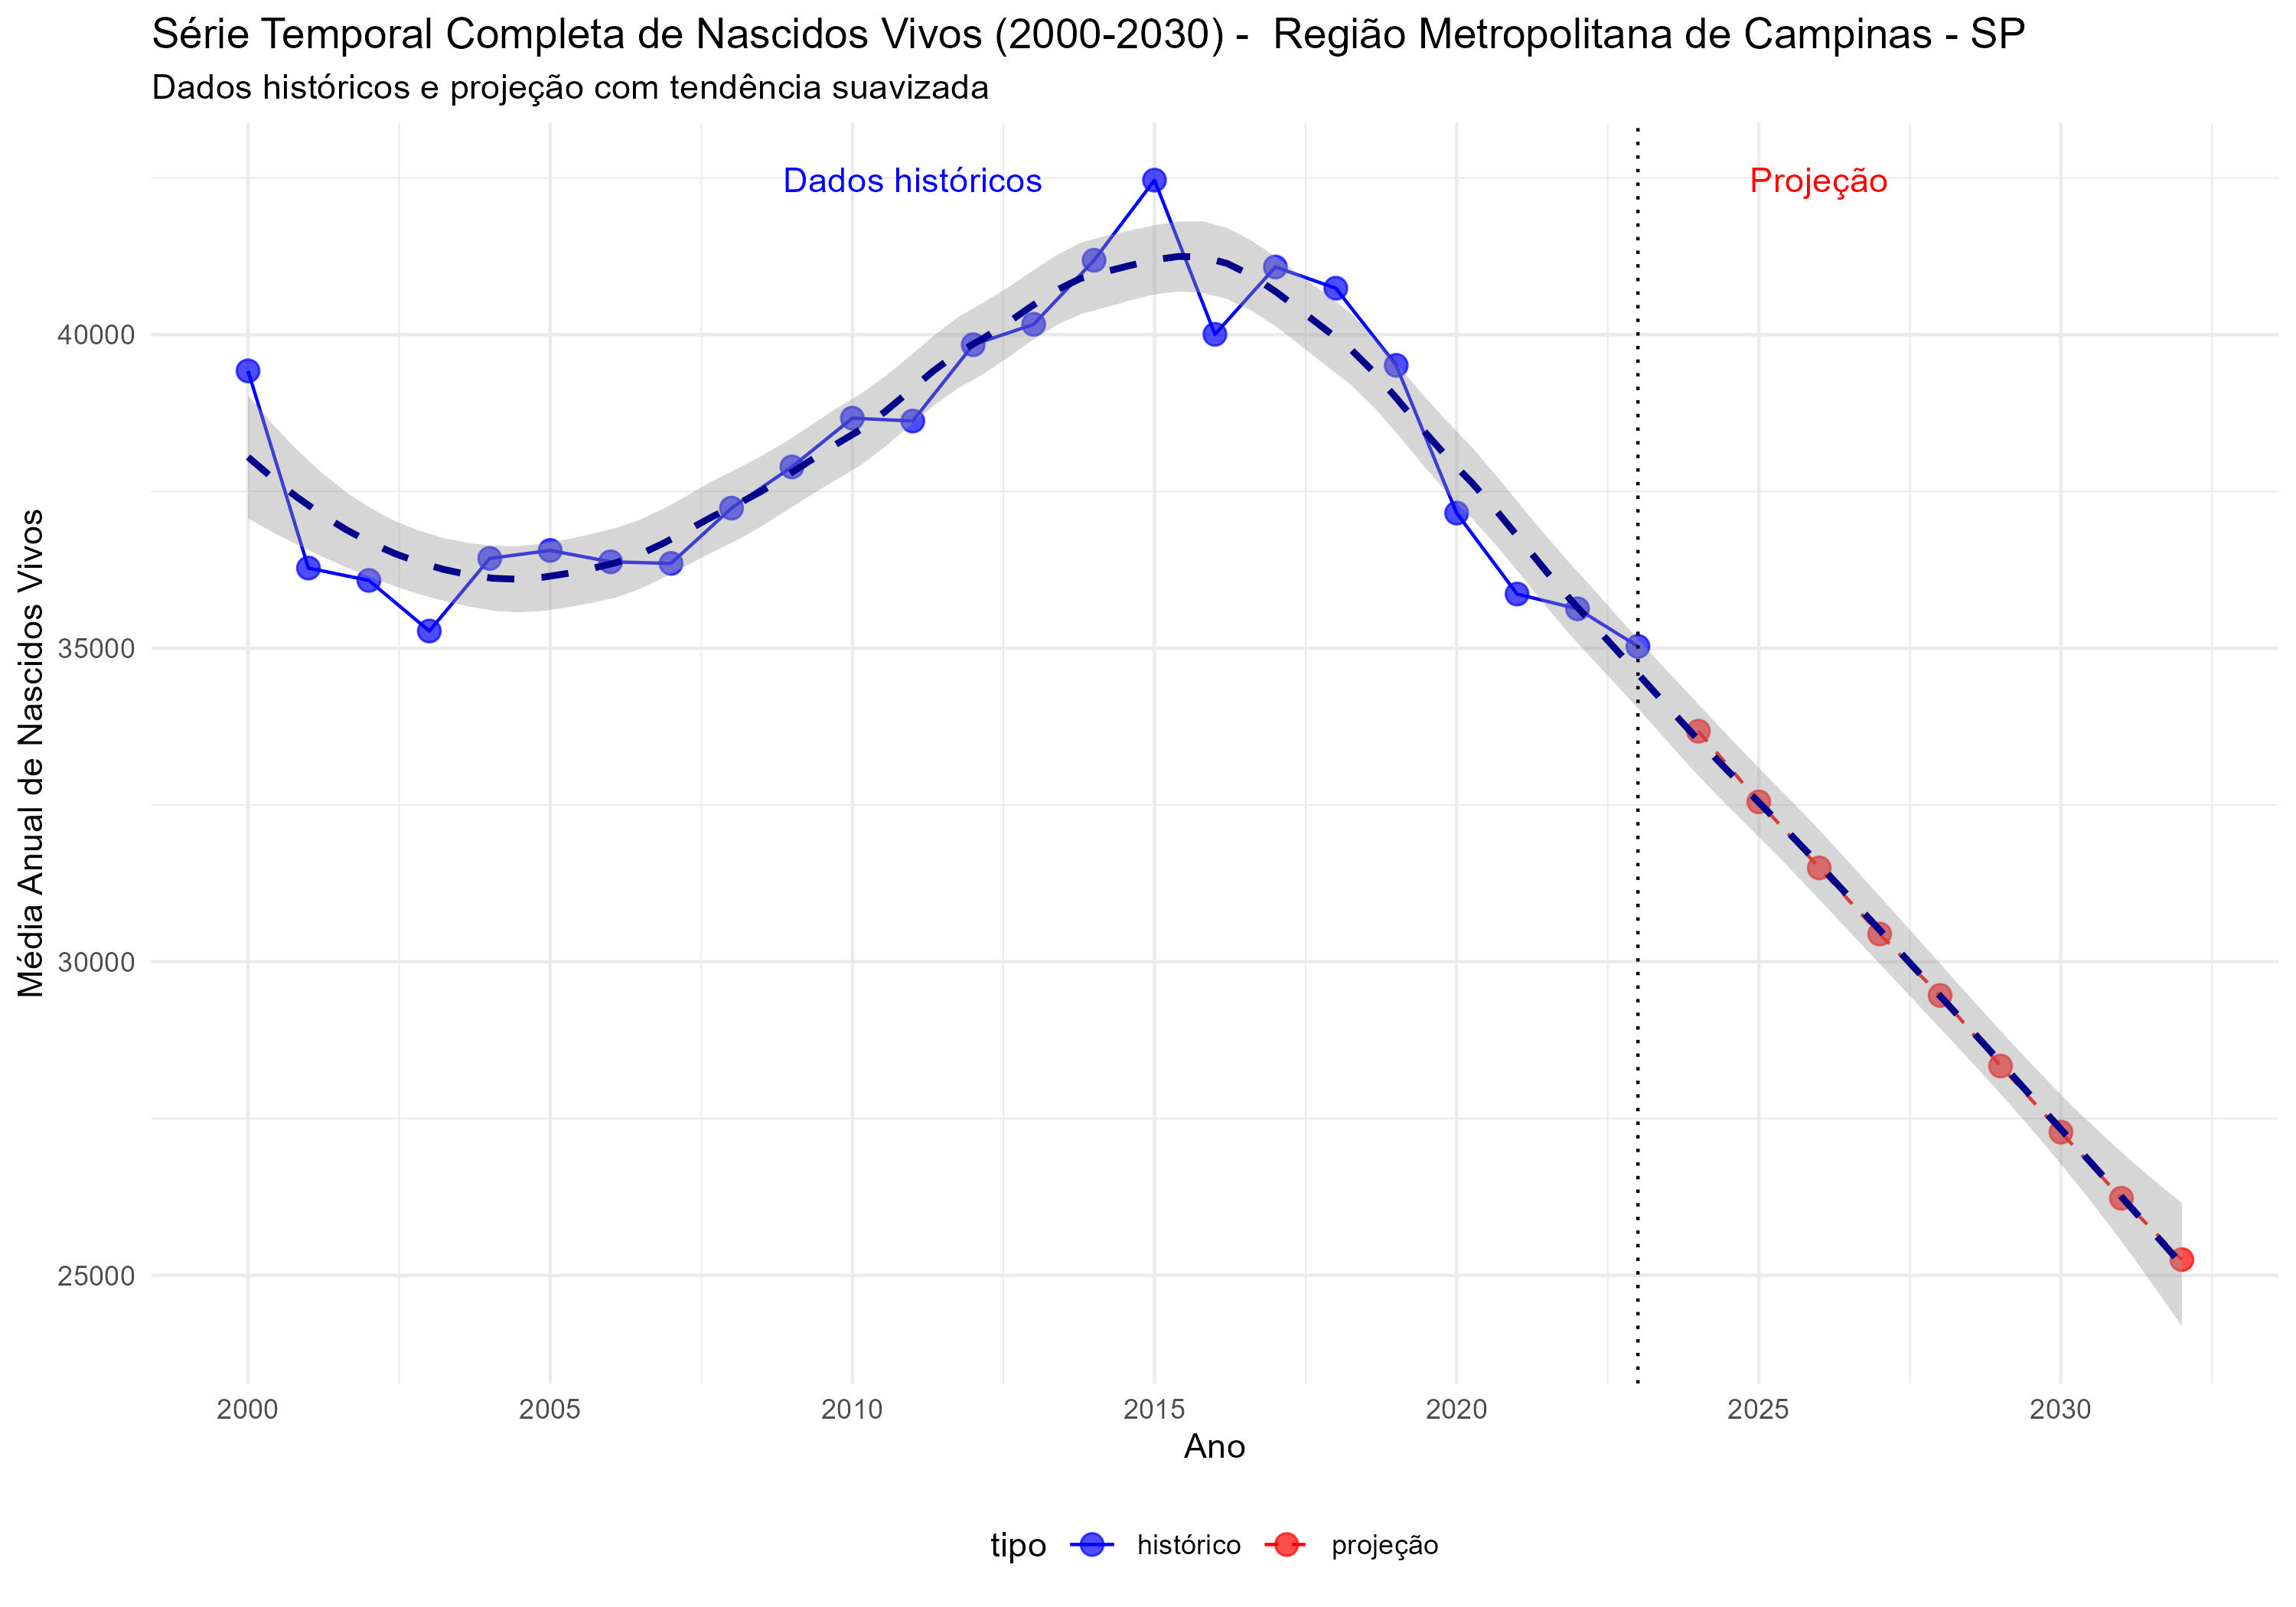 Série Temporal Completa de Nascidos Vivos (2000-2030) -  Região Metropolitana de Campinas - SP
Dados históricos e projeção com tendência suavizada
Dados históricos
Projeção
Média Anual de Nascidos Vivos
40000
35000
30000
25000
2000
2005
2010
2015
2020
2025
2030
Ano
tipo
histórico
projeção